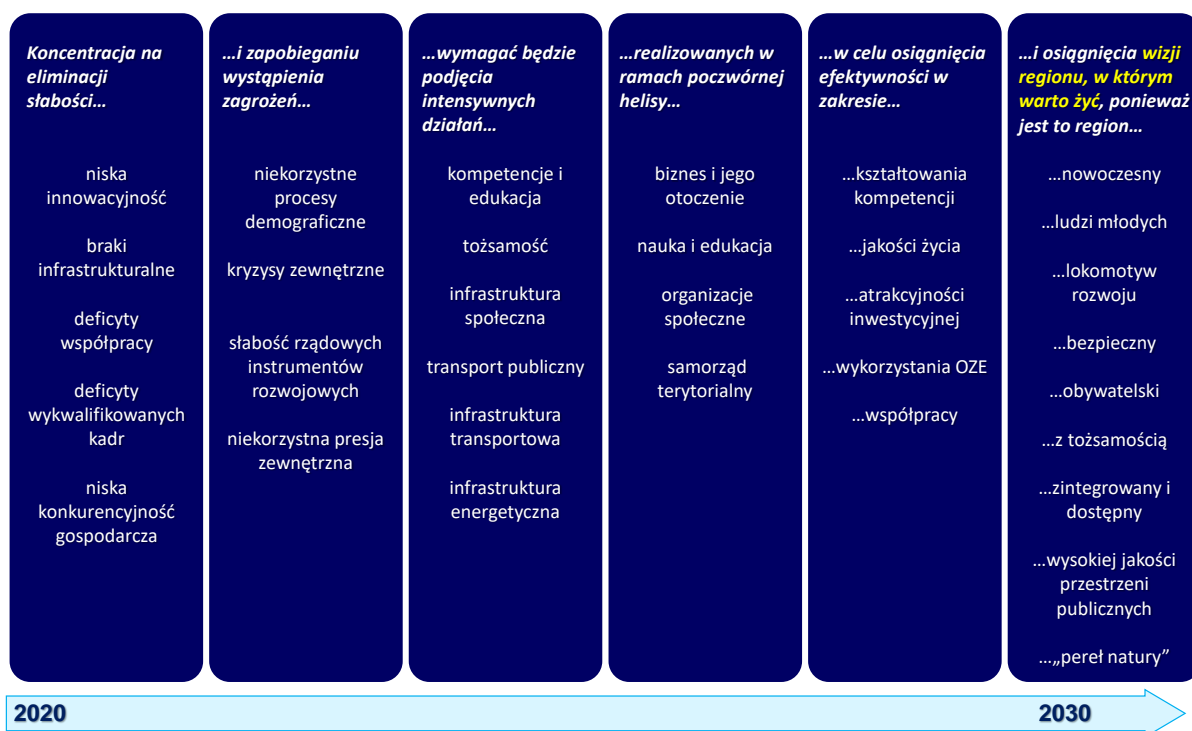 Koncentracja na
eliminacji
słabości…
niska
innowacyjność
braki
infrastrukturalne
deficyty
współpracy
deficyty
wykwalifikowanych
kadr
niska
konkurencyjność
gospodarcza
…i zapobieganiu
wystąpienia
zagrożeń…
niekorzystne
procesy
demograficzne
kryzysy zewnętrzne
słabość rządowych
instrumentów
rozwojowych
niekorzystna presja
zewnętrzna
…wymagać będzie
podjęcia
intensywnych
działań…
kompetencje i
edukacja
tożsamość
infrastruktura
społeczna
transport publiczny
infrastruktura
transportowa
infrastruktura
energetyczna
…realizowanych w
ramach poczwórnej
helisy…
biznes i jego
otoczenie
nauka i edukacja
organizacje
społeczne
samorząd
terytorialny
…w celu osiągnięcia
efektywności w
zakresie…
…kształtowania
kompetencji
…jakości życia
…atrakcyjności
inwestycyjnej
…wykorzystania OZE
…współpracy
…i osiągnięcia wizji
regionu, w którym
warto żyć, ponieważ
jest to region…
…nowoczesny
…ludzi młodych
…lokomotyw
rozwoju
…bezpieczny
…obywatelski
…z tożsamością
…zintegrowany i
dostępny
…wysokiej jakości
przestrzeni
publicznych
…„pereł natury”
2020
2030